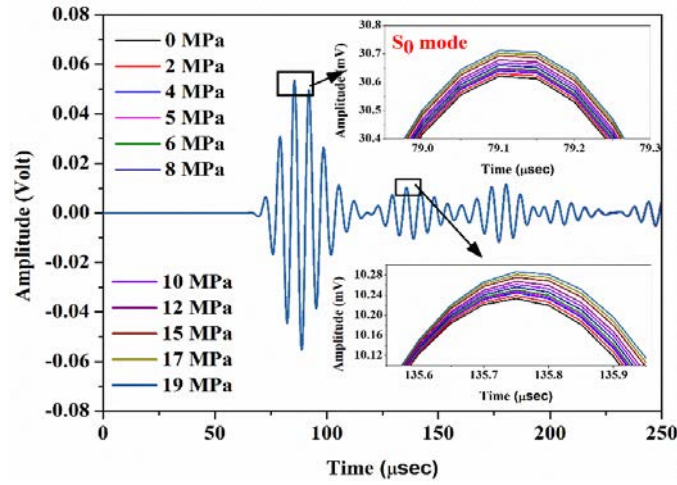 0.08
0.06
0.04
0.02
0.00
-0.02
-0.04
-0.06
-0.08
Amplitude (Volt)
0 MPa
2 MPa
4 MPa
5 MPa
6 MPa
8 MPa
10 MPa
12 MPa
15 MPa
17 MPa
19 MPa
30.8
30.7
30.6
30.5
30.4
Amplitude (mV)
S0 mode
79.0
79.1
79.2
79.3
Time (μsec)
10.28
10.24
10.20
10.16
10.12
Amplitude (mV)
135.6
135.7
135.8
135.9
Time (μsec)
0
50
100
150
200
250
Time (μsec)